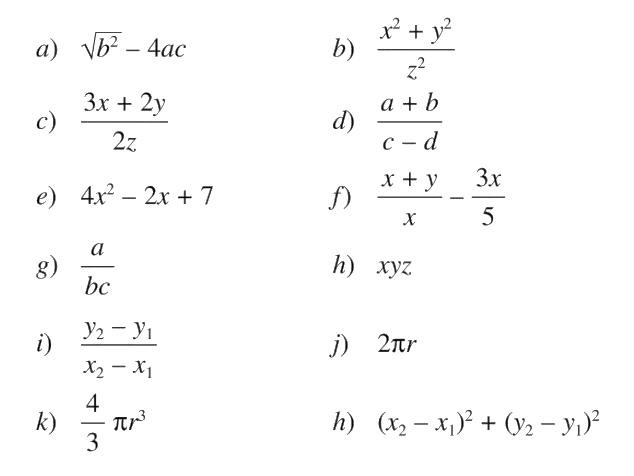 a) √b² – 4ac b) (x² + y²)/z²
c) (3x + 2y)/2z d) (a + b)/(c – d)
e) 4x² – 2x + 7 f) (x + y)/x – 3x/5
g) a/bc h) xyz
i) (y₂ – y₁)/(x₂ – x₁) j) 2πr
k) 4/3 πr³ h) (x₂ – x₁)² + (y₂ – y₁)²